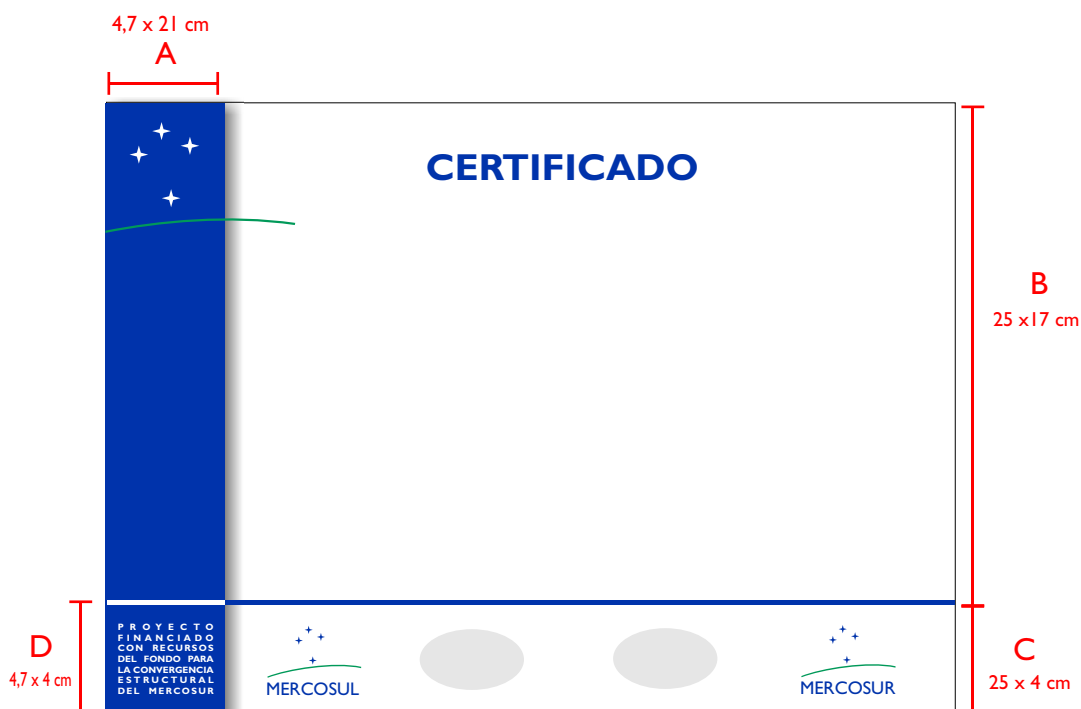 4,7 x 21 cm
A
CERTIFICADO
B
25 x17 cm
PROYECTO
FINANCIADO
CON RECURSOS
DEL FONDO PARA
LA CONVERGENCIA
ESTRUCTURAL
DEL MERCOSUR
D
4,7 x 4 cm
MERCOSUL
MERCOSUR
C
25 x 4 cm